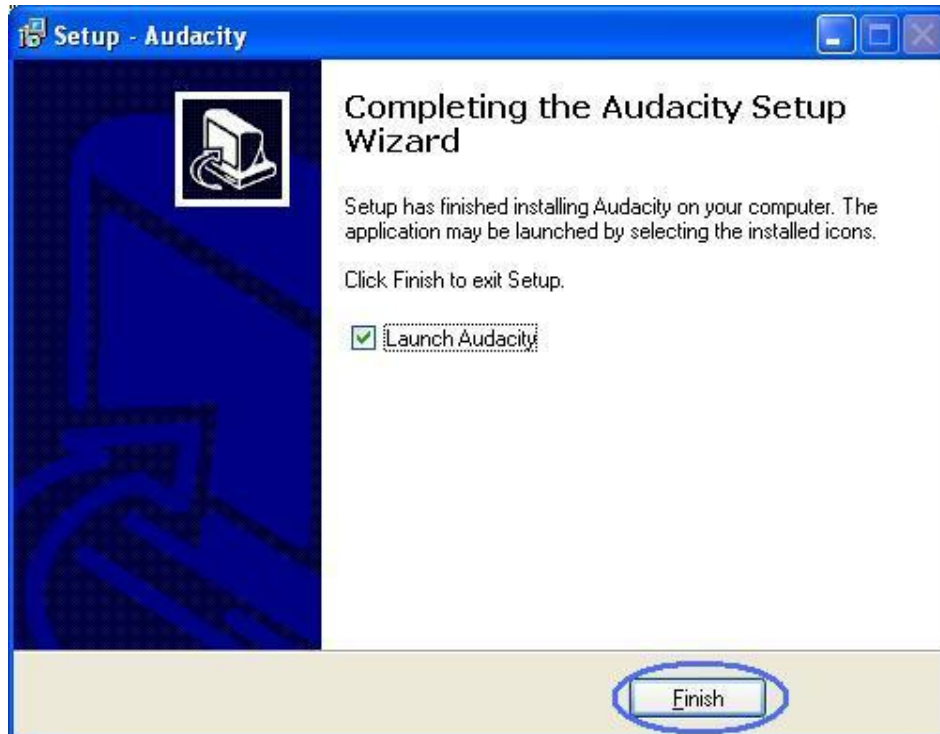 Setup - Audacity
Completing the Audacity Setup
Wizard
Setup has finished installing Audacity on your computer. The
application may be launched by selecting the installed icons.
Click Finish to exit Setup.
Launch Audacity
Finish